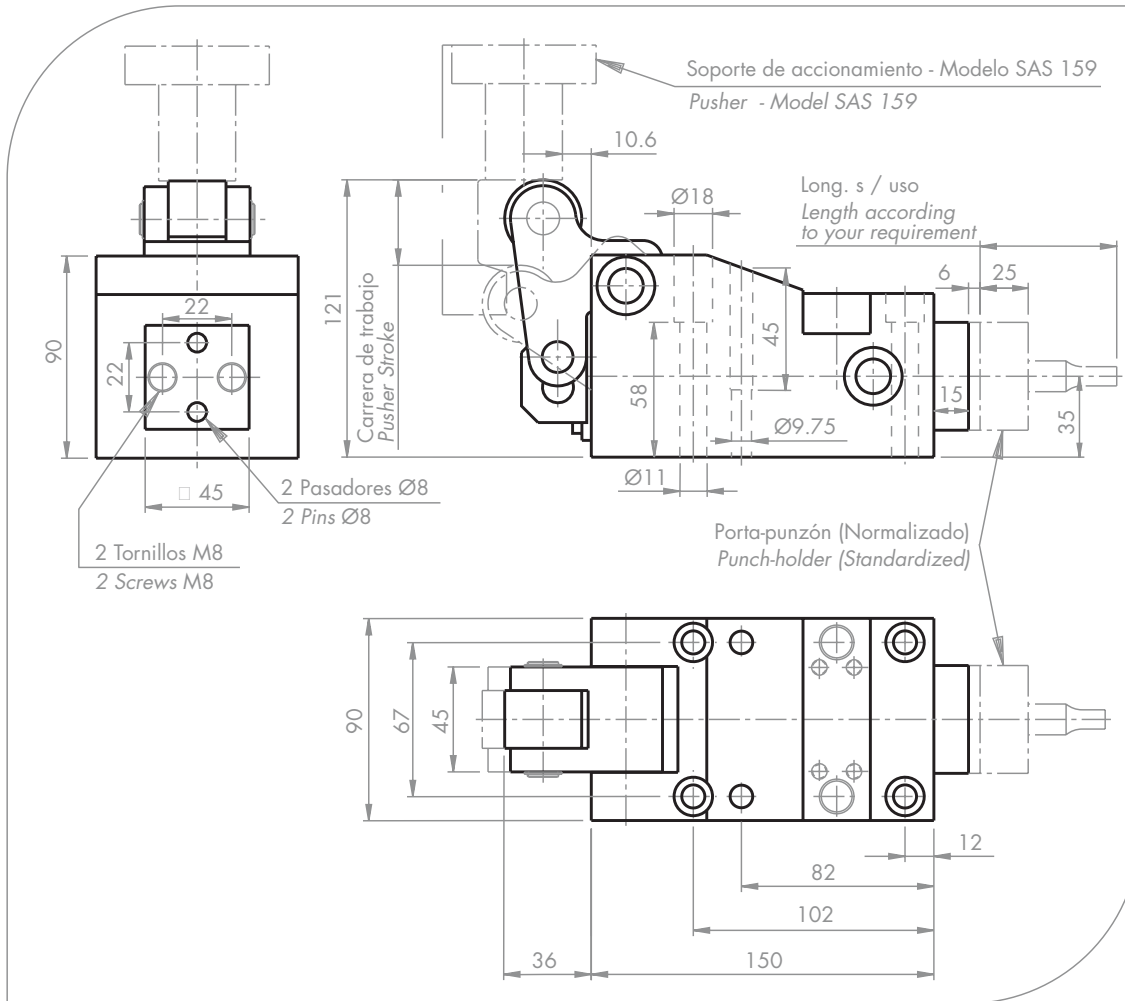 Soporte de accionamiento - Modelo SAS 159
Pusher - Model SAS 159
10.6
Ø18
Long. s / uso
Length according
to your requirement
6
25
22
22
90
121
Carrera de trabajo
Pusher Stroke
45
58
15
35
Ø9.75
Ø11
□ 45
2 Pasadores Ø8
2 Pins Ø8
2 Tornillos M8
2 Screws M8
Porta-punzón (Normalizado)
Punch-holder (Standardized)
90
67
45
12
82
102
36
150